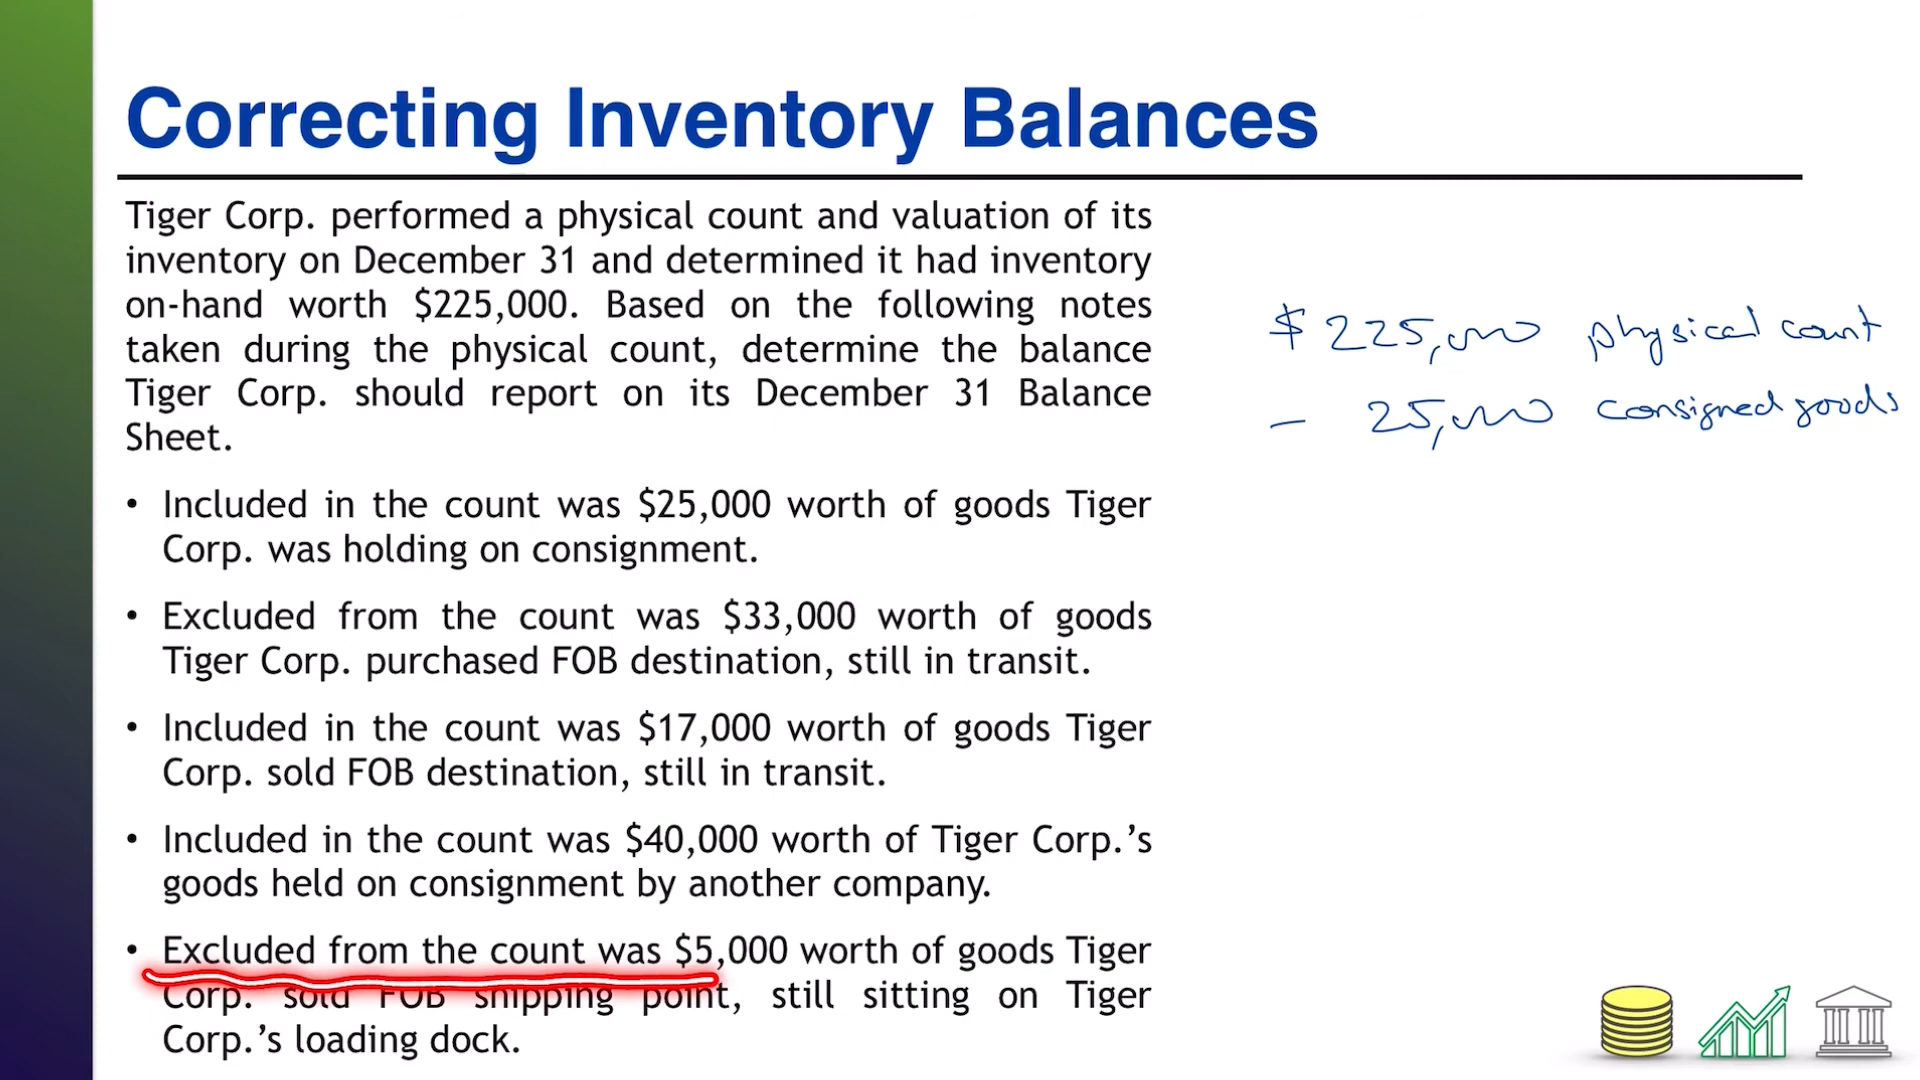 Correcting Inventory Balances
Tiger Corp. performed a physical count and valuation of its
inventory on December 31 and determined it had inventory
on-hand worth $225,000. Based on the following notes
taken during the physical count, determine the balance
Tiger Corp. should report on its December 31 Balance
Sheet.
• Included in the count was $25,000 worth of goods Tiger
Corp. was holding on consignment.
• Excluded from the count was $33,000 worth of goods
Tiger Corp. purchased FOB destination, still in transit.
• Included in the count was $17,000 worth of goods Tiger
Corp. sold FOB destination, still in transit.
• Included in the count was $40,000 worth of Tiger Corp.’s
goods held on consignment by another company.
• Excluded from the count was $5,000 worth of goods Tiger
Corp. sold FOB shipping point, still sitting on Tiger
Corp.’s loading dock.
$ 225,000 physical count
- 25,000 consigned goods